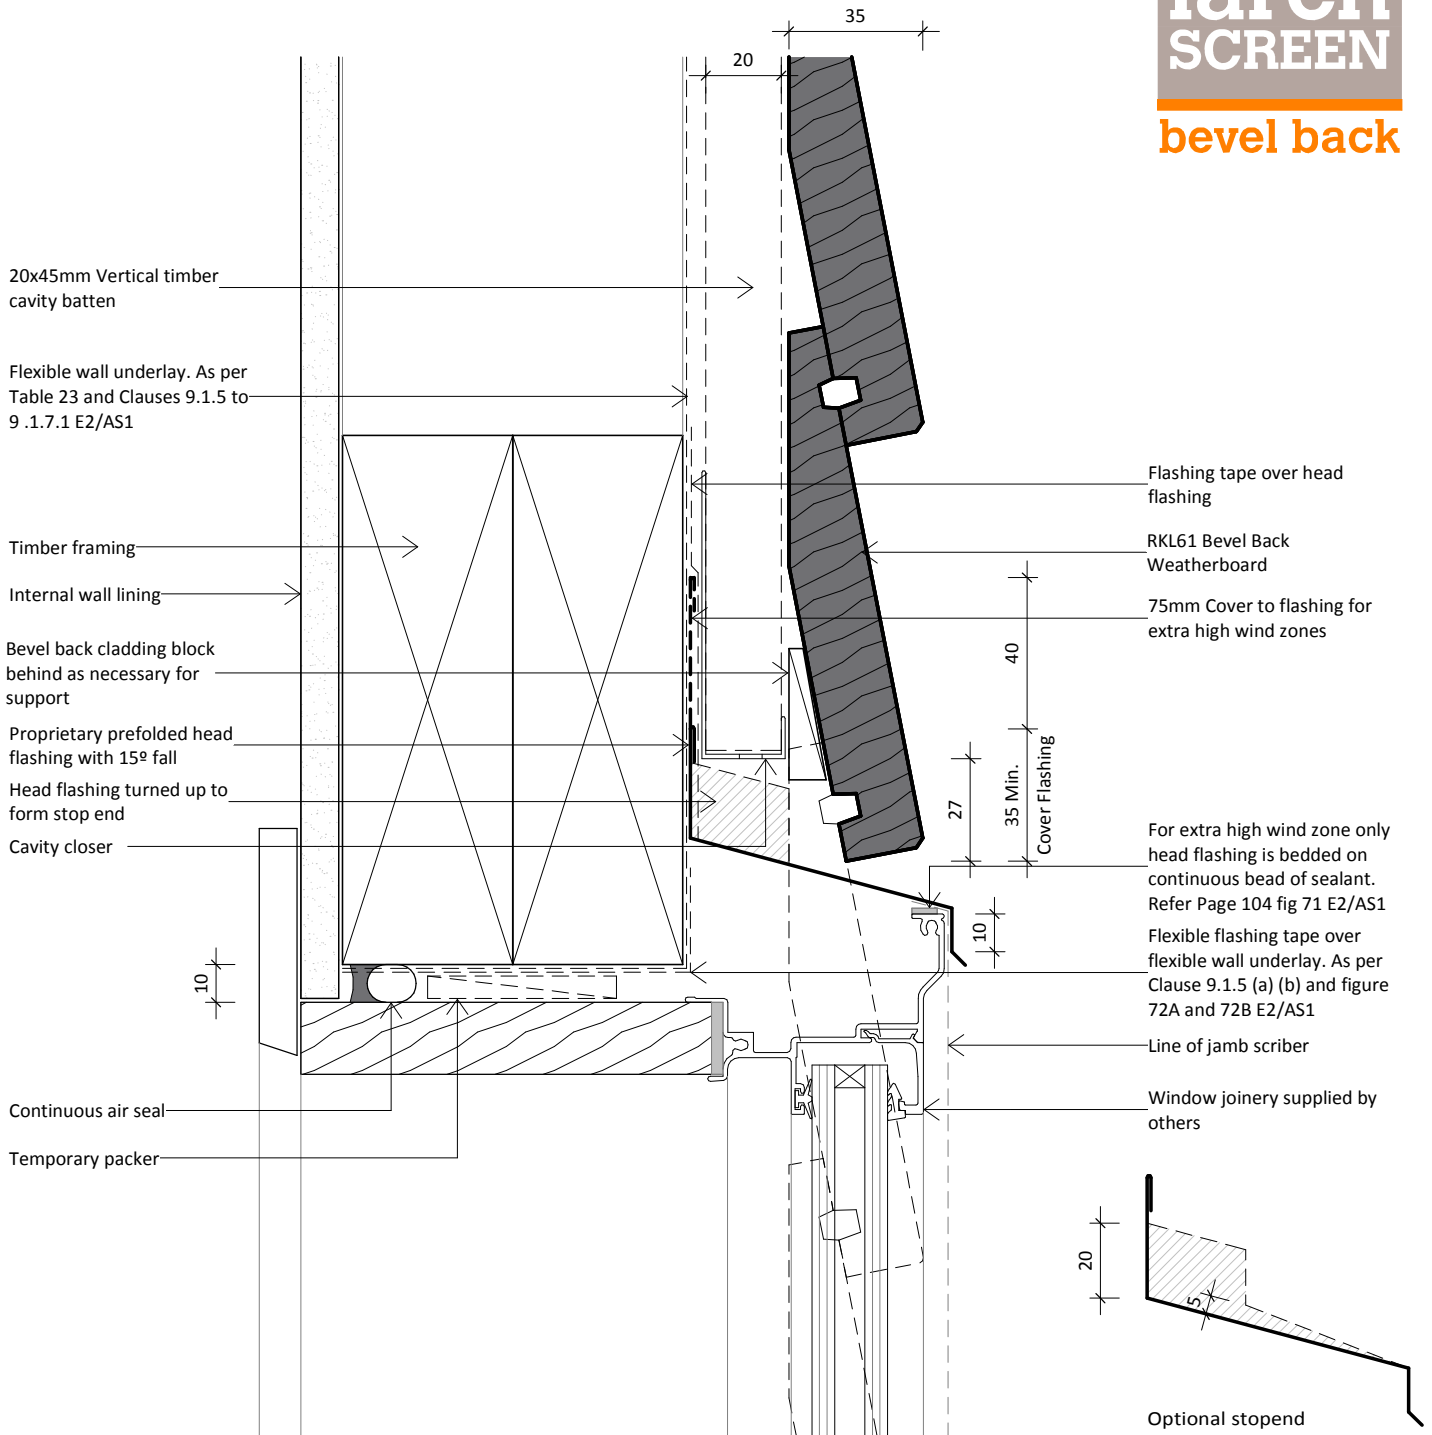 SCREEN
bevel back
35
20
20x45mm Vertical timber
cavity batten
Flexible wall underlay. As per
Table 23 and Clauses 9.1.5 to
9 .1.7.1 E2/AS1
Timber framing
Internal wall lining
Bevel back cladding block
behind as necessary for
support
Proprietary prefolded head
flashing with 15º fall
Head flashing turned up to
form stop end
Cavity closer
10
Continuous air seal
Temporary packer
Flashing tape over head
flashing
RKL61 Bevel Back
Weatherboard
75mm Cover to flashing for
extra high wind zones
40
27
35 Min.
Cover Flashing
10
For extra high wind zone only
head flashing is bedded on
continuous bead of sealant.
Refer Page 104 fig 71 E2/AS1
Flexible flashing tape over
flexible wall underlay. As per
Clause 9.1.5 (a) (b) and figure
72A and 72B E2/AS1
Line of jamb scriber
Window joinery supplied by
others
20
5
Optional stopend